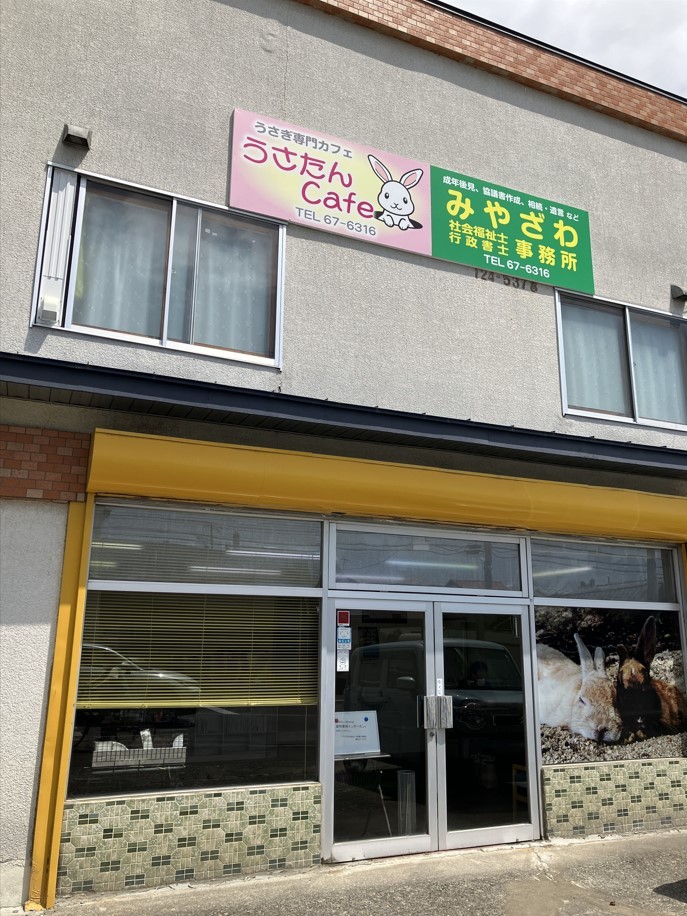 うさぎ専門カフェ
うさたん
Cafe
TEL 67-6316
成年後見、協議書作成、相続・遺言 など
みやざわ
社会福祉士
行政書士
事務所
TEL 67-6316